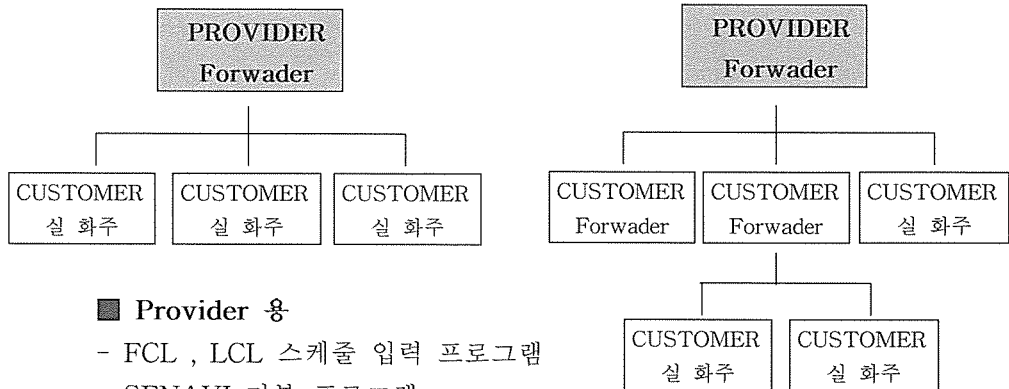 PROVIDER
Forwader
CUSTOMER
실 화주
CUSTOMER
실 화주
CUSTOMER
실 화주
PROVIDER
Forwader
CUSTOMER
Forwader
CUSTOMER
Forwader
CUSTOMER
실 화주
CUSTOMER
실 화주
CUSTOMER
실 화주
■ Provider 용
- FCL , LCL 스케줄 입력 프로그램